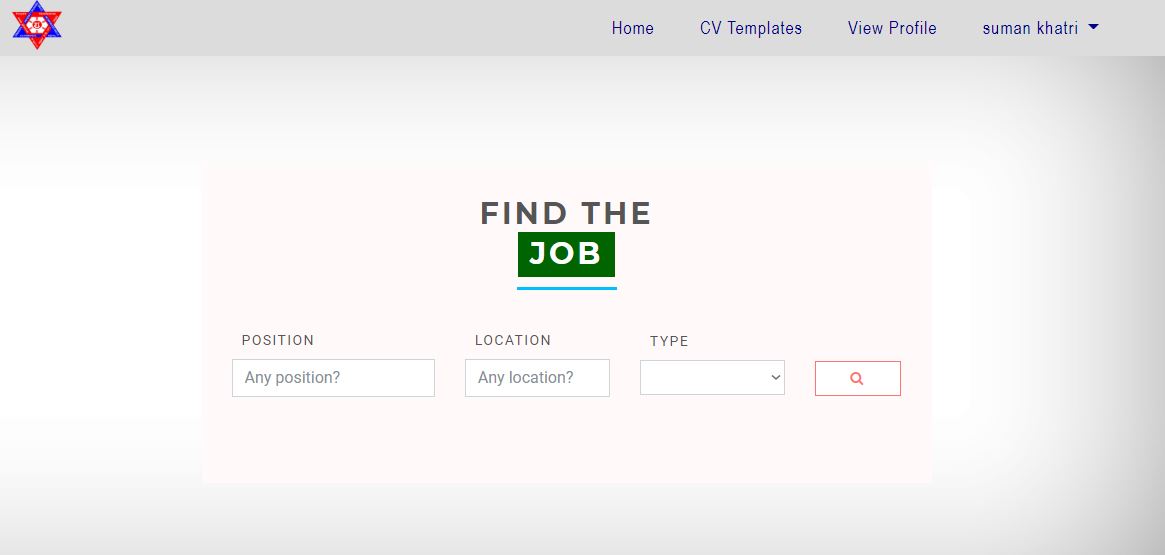 Home CV Templates View Profile suman khatri
FIND THE
JOB
POSITION LOCATION TYPE
Any position? Any location?